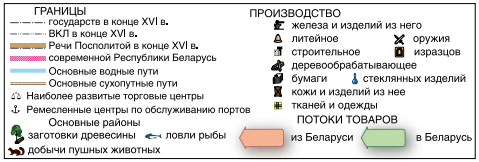 ГРАНИЦЫ
государств в конце XVI в.
ВКЛ в конце XVI в.
Речи Посполитой в конце XVI в.
современной Республики Беларусь
Основные водные пути
Основные сухопутные пути
Наиболее развитые торговые центры
Ремесленные центры по обслуживанию портов
Основные районы
заготовки древесины ловли рыбы
добычи пушных животных
ПРОИЗВОДСТВО
железа и изделий из него
литейное оружия
строительное изразцов
деревообрабатывающее
бумаги стеклянных изделий
кожи и изделий из нее
тканей и одежды
ПОТОКИ ТОВАРОВ
из Беларуси в Беларусь